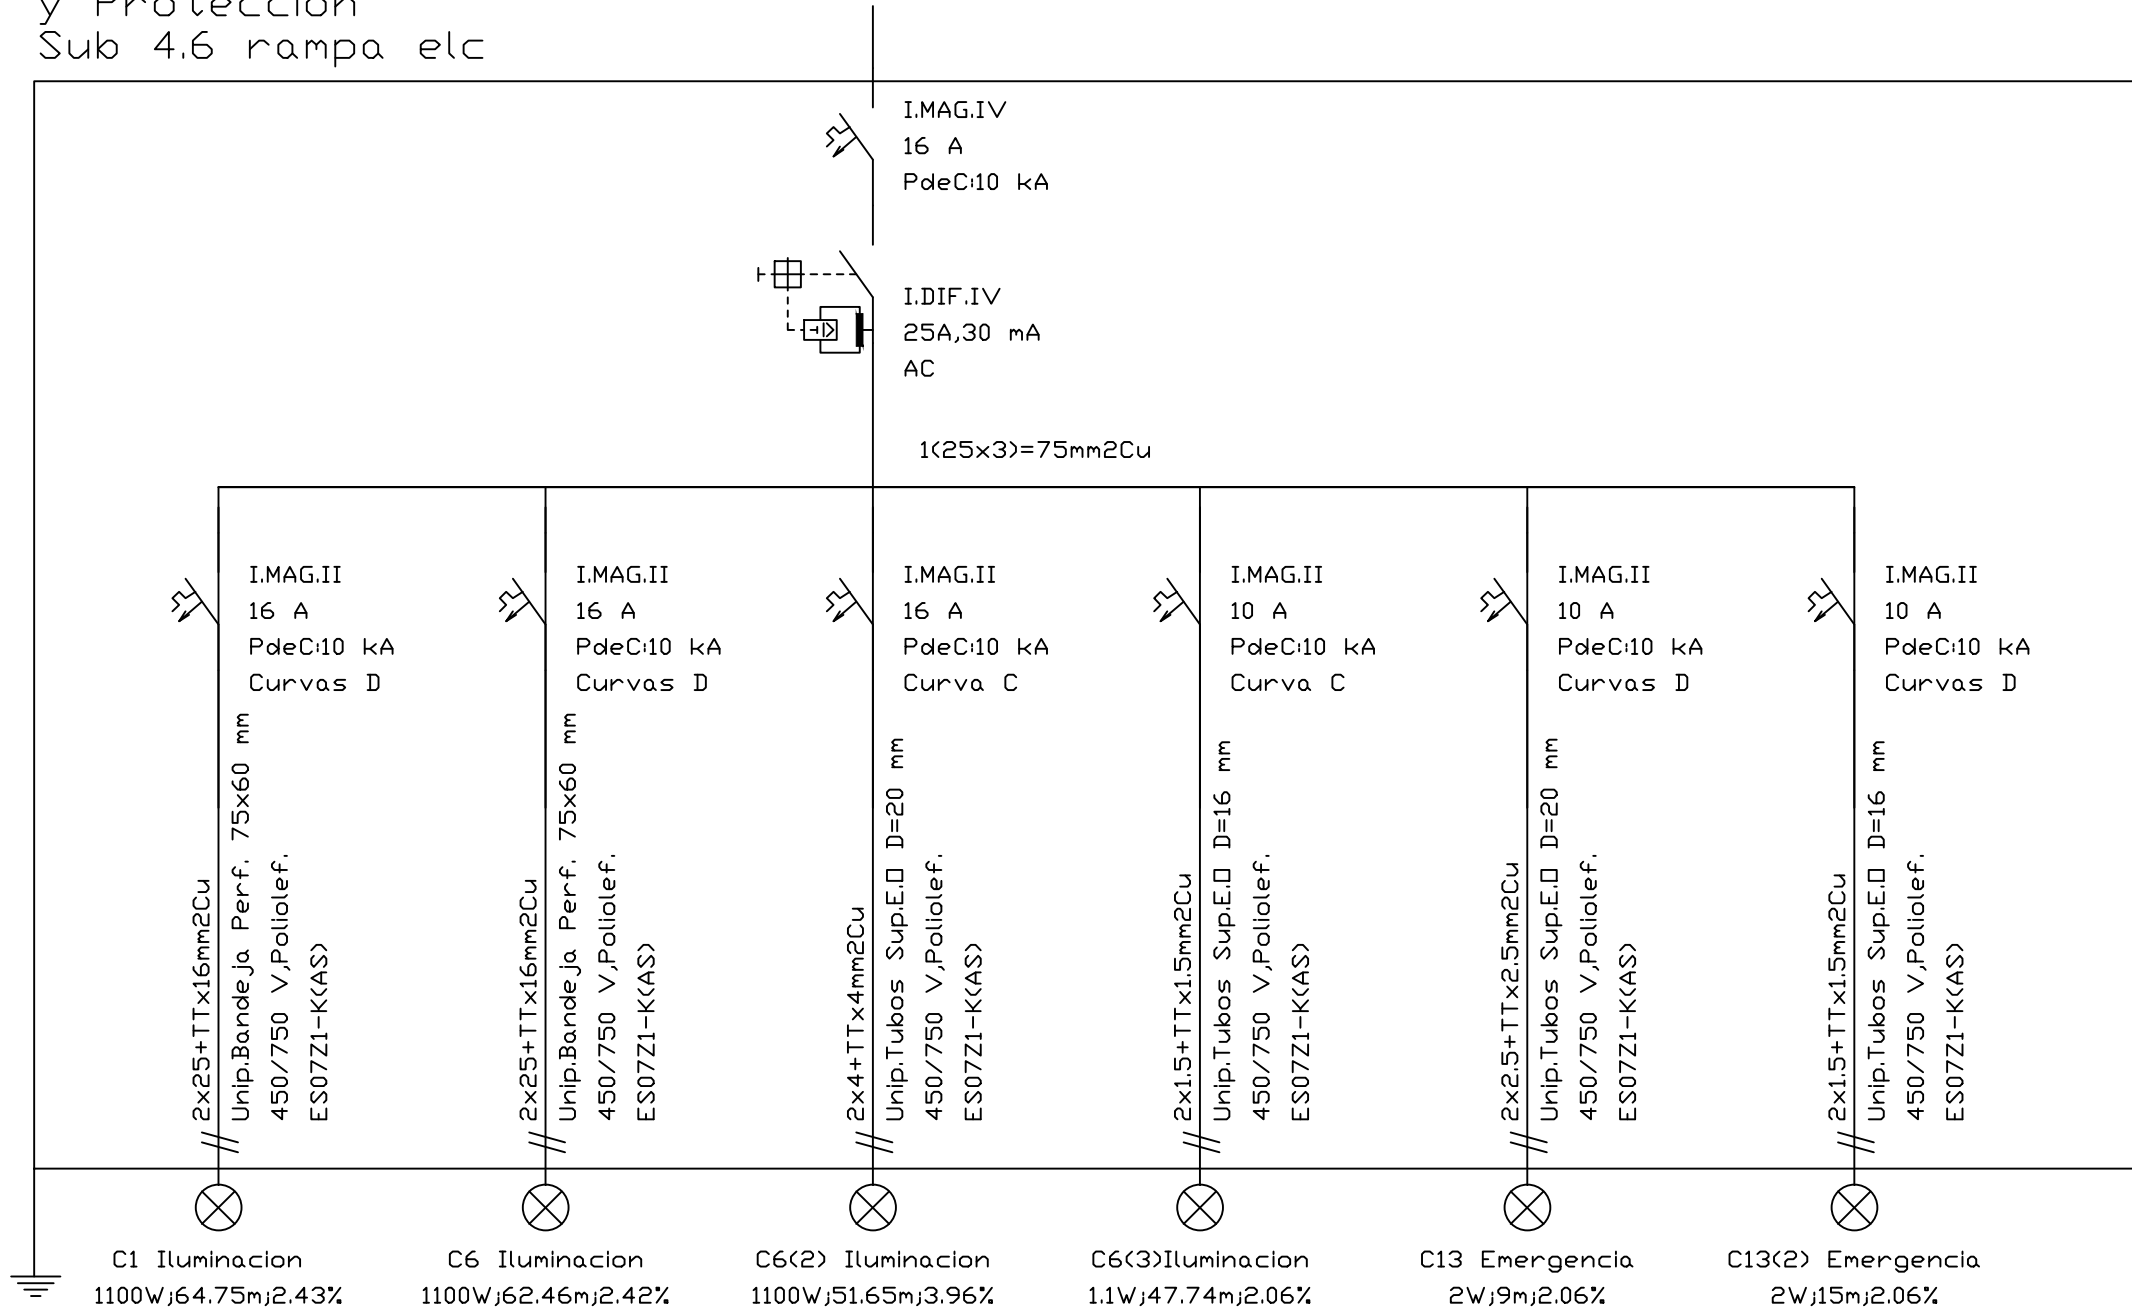 y Proteccion
Sub 4.6 rampa elc
I.MAG.IV
16 A
PdeC:10 kA
I.DIF.IV
25A,30 mA
AC
1(25x3)=75mm2Cu
I.MAG.II
16 A
PdeC:10 kA
Curvas D
2x25+TTx16mm2Cu
Unip.Bandeja Perf. 75x60 mm
450/750 V,Poliolef.
ES07Z1-K(AS)
C1 Iluminacion
1100W;64.75m;2.43%
I.MAG.II
16 A
PdeC:10 kA
Curvas D
2x25+TTx16mm2Cu
Unip.Bandeja Perf. 75x60 mm
450/750 V,Poliolef.
ES07Z1-K(AS)
C6 Iluminacion
1100W;62.46m;2.42%
I.MAG.II
16 A
PdeC:10 kA
Curva C
2x4+TTx4mm2Cu
Unip.Tubos Sup.E.O D=20 mm
450/750 V,Poliolef.
ES07Z1-K(AS)
C6(2) Iluminacion
1100W;51.65m;3.96%
I.MAG.II
10 A
PdeC:10 kA
Curva C
2x1.5+TTx1.5mm2Cu
Unip.Tubos Sup.E.O D=16 mm
450/750 V,Poliolef.
ES07Z1-K(AS)
C6(3)Iluminacion
1.1W;47.74m;2.06%
I.MAG.II
10 A
PdeC:10 kA
Curvas D
2x2.5+TTx2.5mm2Cu
Unip.Tubos Sup.E.O D=20 mm
450/750 V,Poliolef.
ES07Z1-K(AS)
C13 Emergencia
2W;9m;2.06%
I.MAG.II
10 A
PdeC:10 kA
Curvas D
2x1.5+TTx1.5mm2Cu
Unip.Tubos Sup.E.O D=16 mm
450/750 V,Poliolef.
ES07Z1-K(AS)
C13(2) Emergencia
2W;15m;2.06%